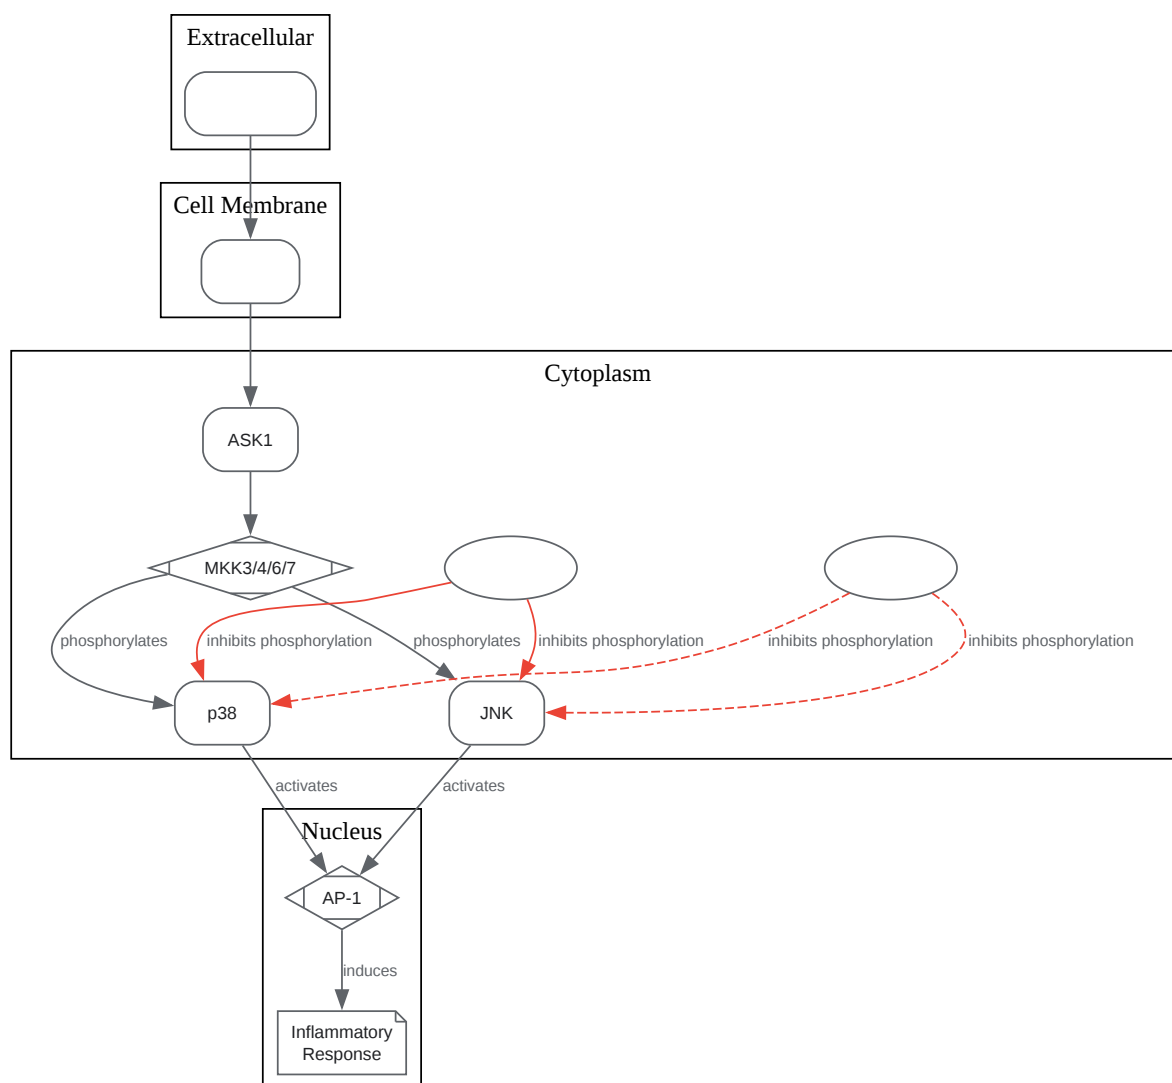 Extracellular
Cell Membrane
Cytoplasm
ASK1
MKK3/4/6/7
phosphorylates
inhibits phosphorylation
phosphorylates
inhibits phosphorylation
inhibits phosphorylation
inhibits phosphorylation
p38
JNK
activates
activates
Nucleus
AP-1
induces
Inflammatory
Response